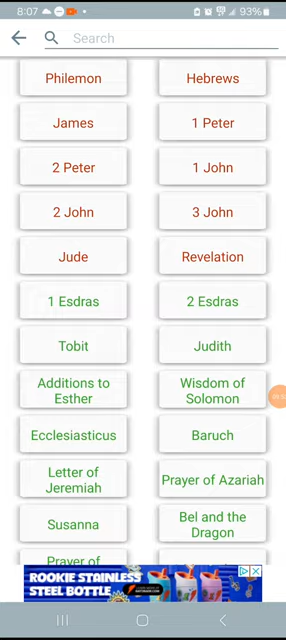 8:07
93%
Search
Philemon
Hebrews
James
1 Peter
2 Peter
1 John
2 John
3 John
Jude
Revelation
1 Esdras
2 Esdras
Tobit
Judith
Additions to
Esther
Wisdom of
Solomon
Ecclesiasticus
Baruch
Letter of
Jeremiah
Prayer of Azariah
Susanna
Bel and the
Dragon
Prayer of
ROOKIE STAINLESS
STEEL BOTTLE